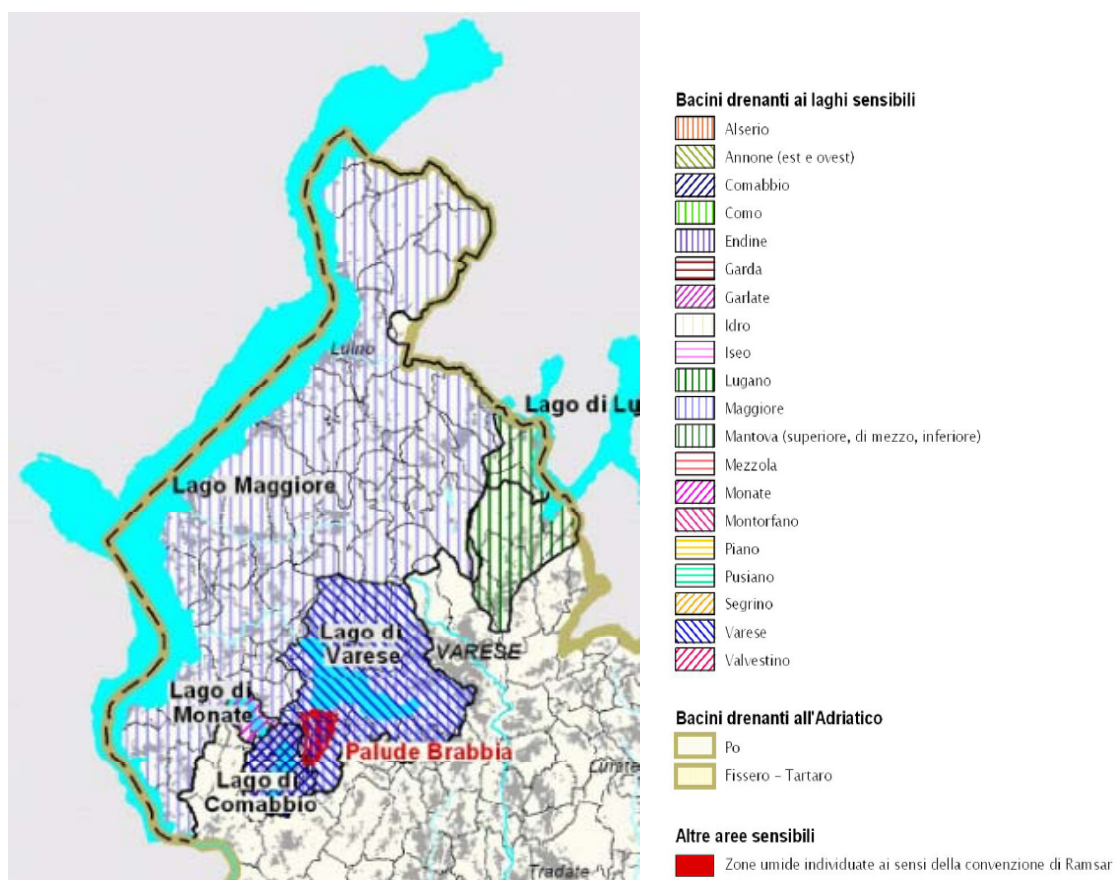 Luino
Lago di Lu
Lago Maggiore
Lago di
Varese
VARESE
Lago di
Monate
Palude Brabbia
Lago di
Comabbio
Lurate
Tradate
Bacini drenanti ai laghi sensibili
Alserio
Annone (est e ovest)
Comabbio
Como
Endine
Garda
Garlate
Idro
Iseo
Lugano
Maggiore
Mantova (superiore, di mezzo, inferiore)
Mezzola
Monate
Montorfano
Piano
Pusiano
Segrino
Varese
Valvestino
Bacini drenanti all'Adriatico
Po
Fissero – Tartaro
Altre aree sensibili
Zone umide individuate ai sensi della convenzione di Ramsar